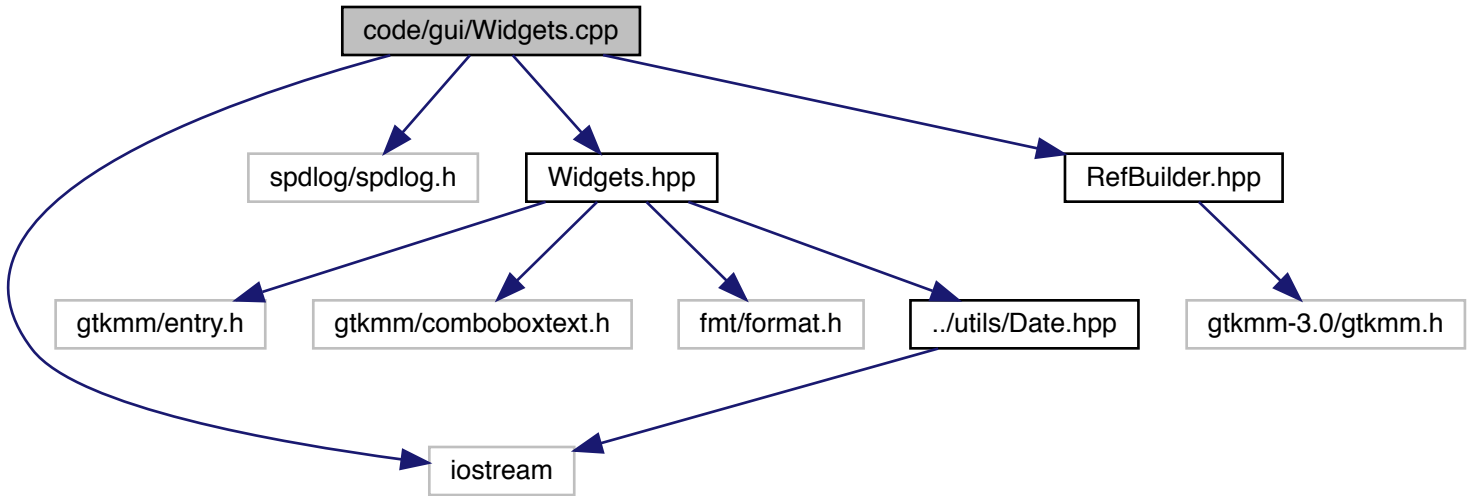 code/gui/Widgets.cpp
spdlog/spdlog.h
Widgets.hpp
RefBuilder.hpp
gtkmm/entry.h
gtkmm/comboboxtext.h
fmt/format.h
../utils/Date.hpp
gtkmm-3.0/gtkmm.h
iostream